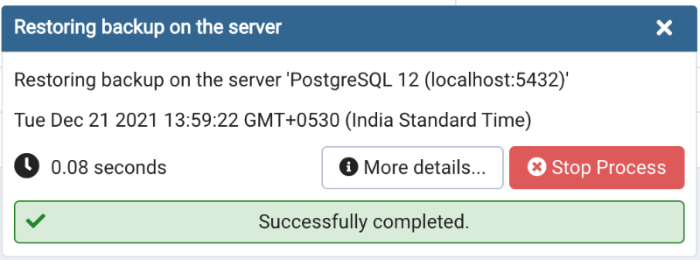 Restoring backup on the server
Restoring backup on the server 'PostgreSQL 12 (localhost:5432)'
Tue Dec 21 2021 13:59:22 GMT+0530 (India Standard Time)
0.08 seconds More details... Stop Process
Successfully completed.